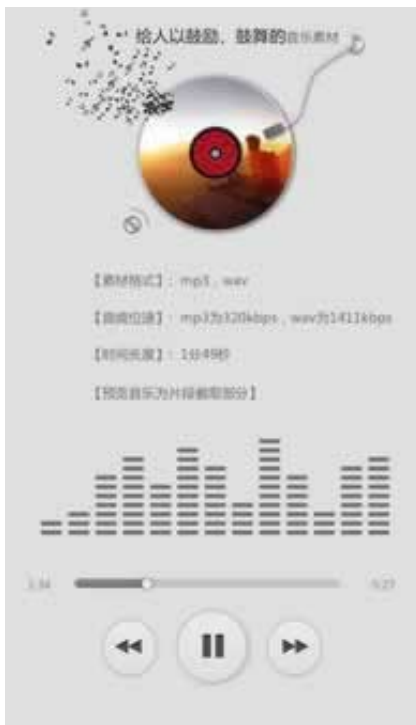 给人以鼓励、鼓舞的音乐素材
【素材格式】：mp3，wav
【音频位速】：mp3为320kbps，wav为1411kbps
【时间长度】：1分49秒
【预览音乐为片段截取部分】